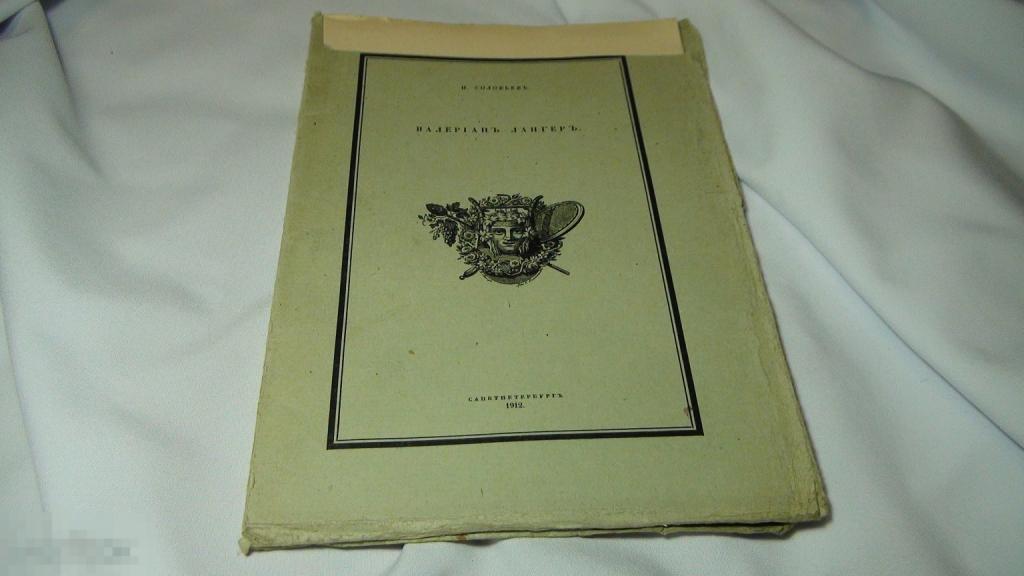 Н. СОЛОВЬЕВЪ.
ВАЛЕРІАНЪ ЛАНГЕРЪ.
САНКТПЕТЕРБУРГЪ
1912.